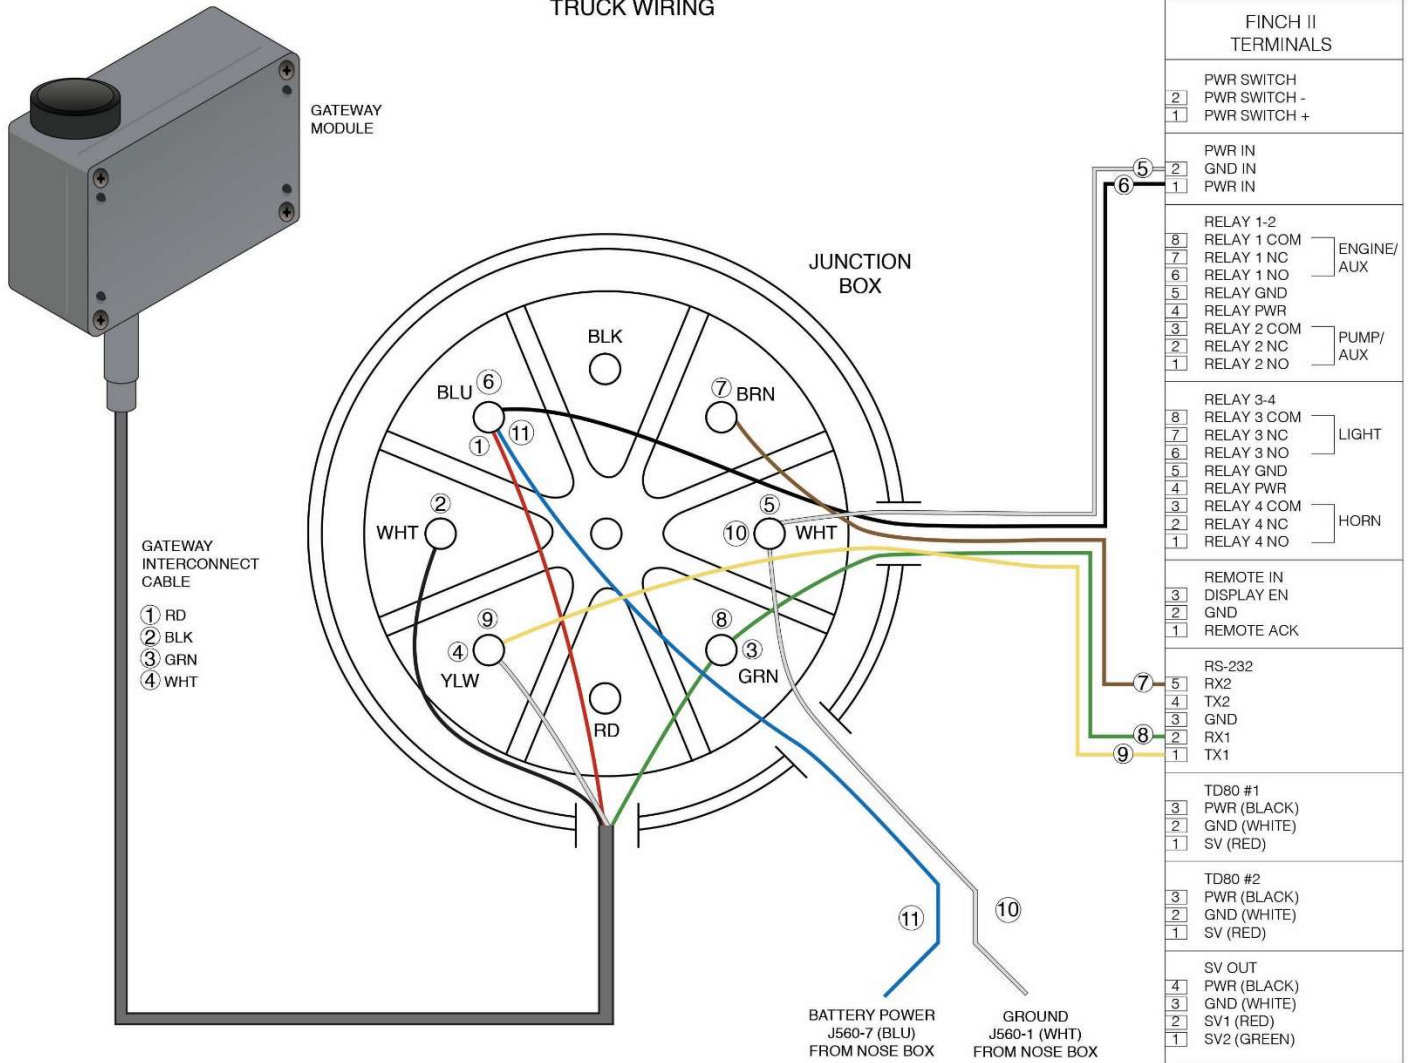 TRUCK WIRING
GATEWAY
MODULE
JUNCTION
BOX
BLK
BLU
6
11
1
7
BRN
2
WHT
5
10
WHT
9
4
YLW
8
3
GRN
RD
GATEWAY
INTERCONNECT
CABLE
1 RD
2 BLK
3 GRN
4 WHT
11
10
BATTERY POWER
J560-7 (BLU)
FROM NOSE BOX
GROUND
J560-1 (WHT)
FROM NOSE BOX
5
6
7
8
9
FINCH II
TERMINALS
PWR SWITCH
2 PWR SWITCH -
1 PWR SWITCH +
PWR IN
2 GND IN
1 PWR IN
RELAY 1-2
8 RELAY 1 COM
7 RELAY 1 NC
6 RELAY 1 NO
ENGINE/
AUX
5 RELAY GND
4 RELAY PWR
3 RELAY 2 COM
2 RELAY 2 NC
1 RELAY 2 NO
PUMP/
AUX
RELAY 3-4
8 RELAY 3 COM
7 RELAY 3 NC
6 RELAY 3 NO
LIGHT
5 RELAY GND
4 RELAY PWR
3 RELAY 4 COM
2 RELAY 4 NC
1 RELAY 4 NO
HORN
REMOTE IN
3 DISPLAY EN
2 GND
1 REMOTE ACK
RS-232
5 RX2
4 TX2
3 GND
2 RX1
1 TX1
TD80 #1
3 PWR (BLACK)
2 GND (WHITE)
1 SV (RED)
TD80 #2
3 PWR (BLACK)
2 GND (WHITE)
1 SV (RED)
SV OUT
4 PWR (BLACK)
3 GND (WHITE)
2 SV1 (RED)
1 SV2 (GREEN)